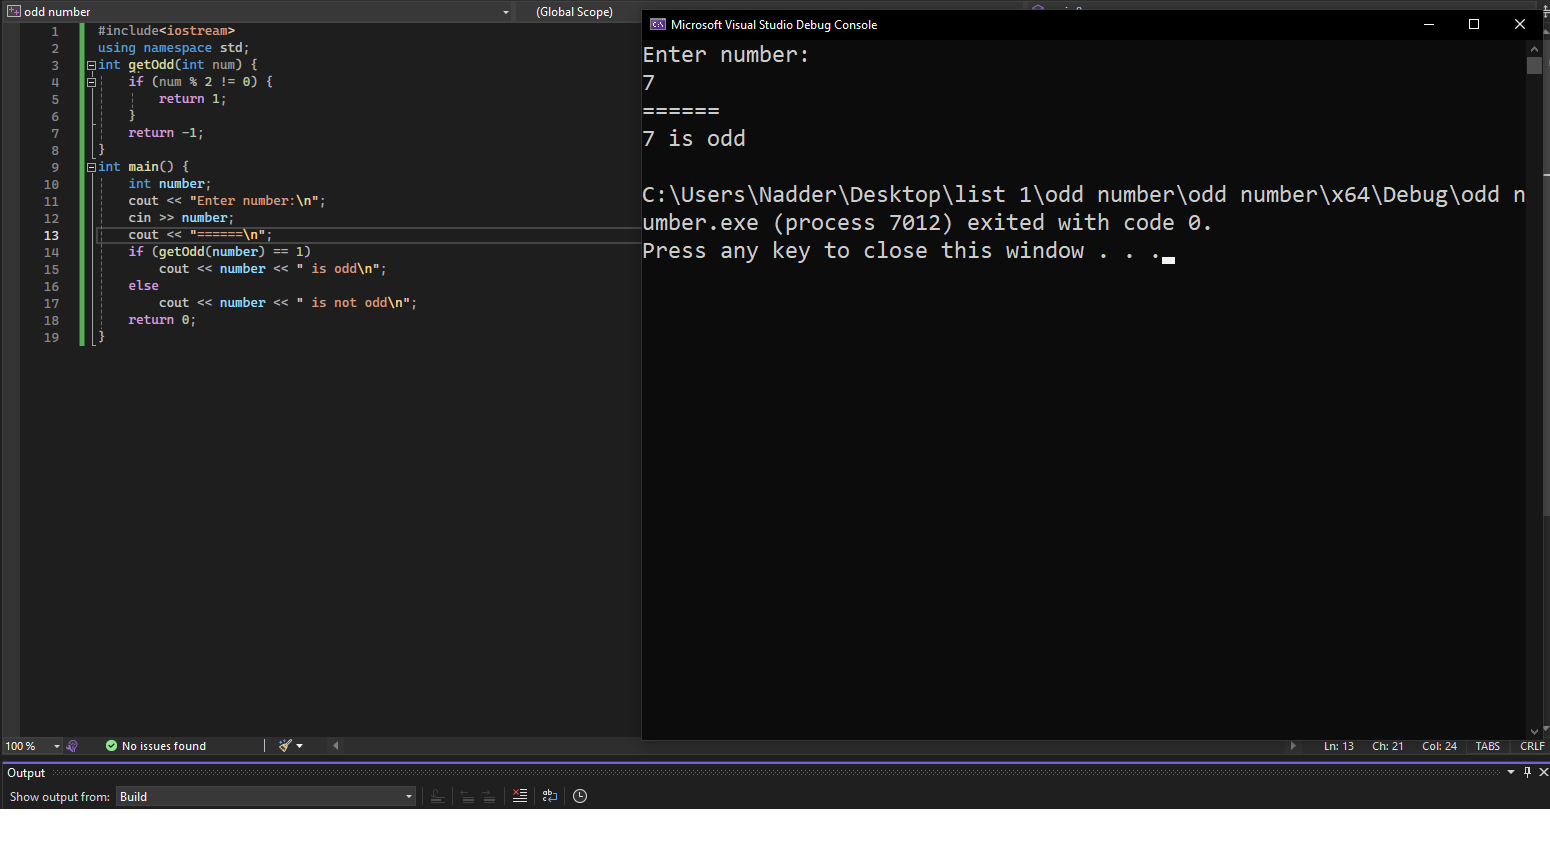 odd number
(Global Scope)
1 #include<iostream>
2 using namespace std;
3 int getOdd(int num) {
4 if (num % 2 != 0) {
5 return 1;
6 }
7 return -1;
8 }
9 int main() {
10 int number;
11 cout << "Enter number:\n";
12 cin >> number;
13 cout << "======\n";
14 if (getOdd(number) == 1)
15 cout << number << " is odd\n";
16 else
17 cout << number << " is not odd\n";
18 return 0;
19 }
Microsoft Visual Studio Debug Console
Enter number:
7
======
7 is odd
C:\Users\Nadder\Desktop\list 1\odd number\odd number\x64\Debug\odd n
umber.exe (process 7012) exited with code 0.
Press any key to close this window . . .
100 %
No issues found
Ln: 13 Ch: 21 Col: 24 TABS CRLF
Output
Show output from: Build